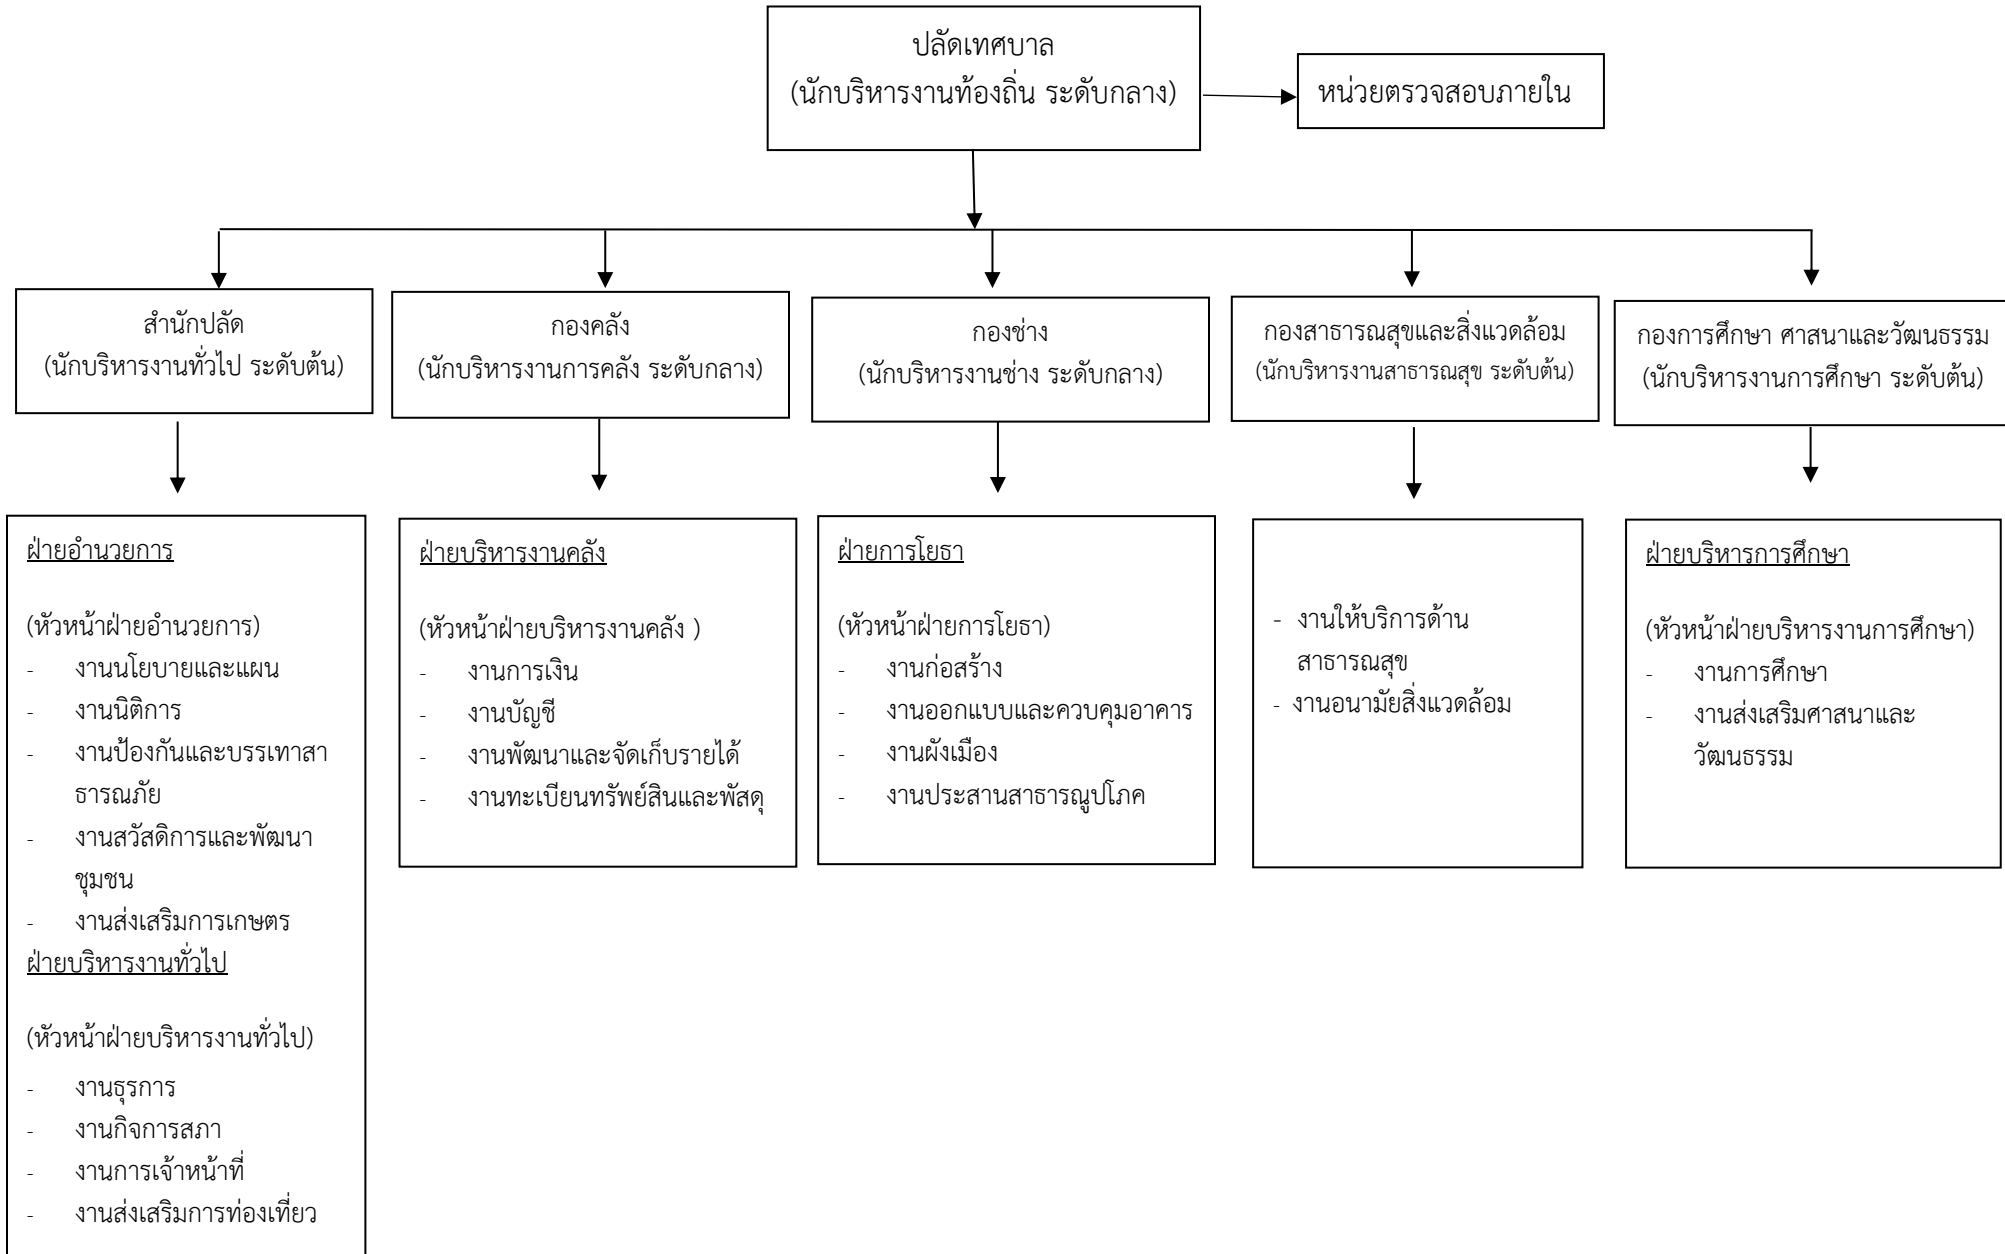 ปลัดเทศบาล
(นักบริหารงานท้องถิ่น ระดับกลาง)
หน่วยตรวจสอบภายใน
สำนักปลัด
(นักบริหารงานทั่วไป ระดับต้น)
กองคลัง
(นักบริหารงานการคลัง ระดับกลาง)
กองช่าง
(นักบริหารงานช่าง ระดับกลาง)
กองสาธารณสุขและสิ่งแวดล้อม
(นักบริหารงานสาธารณสุข ระดับต้น)
กองการศึกษา ศาสนาและวัฒนธรรม
(นักบริหารงานการศึกษา ระดับต้น)
ฝ่ายอำนวยการ
(หัวหน้าฝ่ายอำนวยการ)
- งานนโยบายและแผน
- งานนิติการ
- งานป้องกันและบรรเทาสา
ธารณภัย
- งานสวัสดิการและพัฒนา
ชุมชน
- งานส่งเสริมการเกษตร
ฝ่ายบริหารงานทั่วไป
(หัวหน้าฝ่ายบริหารงานทั่วไป)
- งานธุรการ
- งานกิจการสภา
- งานการเจ้าหน้าที่
- งานส่งเสริมการท่องเที่ยว
ฝ่ายบริหารงานคลัง
(หัวหน้าฝ่ายบริหารงานคลัง )
- งานการเงิน
- งานบัญชี
- งานพัฒนาและจัดเก็บรายได้
- งานทะเบียนทรัพย์สินและพัสดุ
ฝ่ายการโยธา
(หัวหน้าฝ่ายการโยธา)
- งานก่อสร้าง
- งานออกแบบและควบคุมอาคาร
- งานผังเมือง
- งานประสานสาธารณูปโภค
- งานให้บริการด้าน
สาธารณสุข
- งานอนามัยสิ่งแวดล้อม
ฝ่ายบริหารการศึกษา
(หัวหน้าฝ่ายบริหารงานการศึกษา)
- งานการศึกษา
- งานส่งเสริมศาสนาและ
วัฒนธรรม